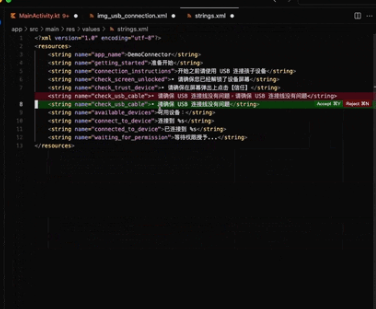 MainActivity.kt 9+ img_usb_connection.xml strings.xml
app > src > main > res > values > strings.xml
1 <?xml version="1.0" encoding="utf-8"?>
2 <resources>
3 <string name="app_name">DemoConnector</string>
4 <string name="getting_started">准备开始</string>
5 <string name="connection_instructions">开始之前请使用 USB 连接孩子设备</string>
6 <string name="check_screen_unlocked">• 请确保您已经解锁了设备屏幕</string>
7 <string name="check_trust_device">• 请确保在屏幕弹出上点击【信任】</string>
<string name="check_usb_cable">• 请确保 USB 连接线没有问题，请确保 USB 连接线没有问题</string>
8 <string name="check_usb_cable">• 请确保 USB 连接线没有问题</string> Accept ⌘Y Reject ⌘N
9 <string name="available_devices">可用设备：</string>
10 <string name="connect_to_device">连接到 %s</string>
11 <string name="connected_to_device">已连接到 %s</string>
12 <string name="waiting_for_permission">等待权限授予...</string>
13 </resources>